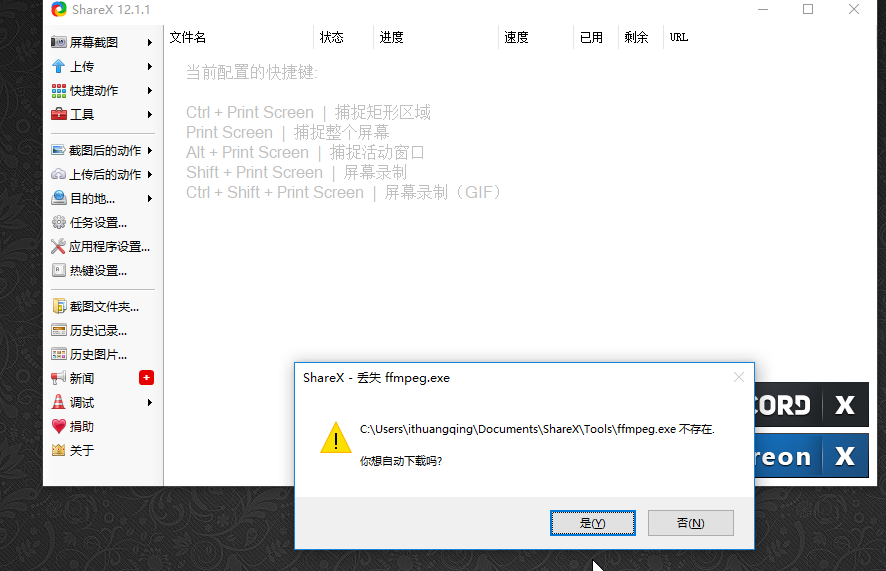 ShareX 12.1.1
屏幕截图
上传
快捷动作
工具
截图后的动作
上传后的动作
目的地...
任务设置...
应用程序设置...
热键设置...
截图文件夹...
历史记录...
历史图片...
新闻
调试
捐助
关于
文件名 状态 进度 速度 已用 剩余 URL
当前配置的快捷键:
Ctrl + Print Screen | 捕捉矩形区域
Print Screen | 捕捉整个屏幕
Alt + Print Screen | 捕捉活动窗口
Shift + Print Screen | 屏幕录制
Ctrl + Shift + Print Screen | 屏幕录制（GIF）
CORD X
reon X
ShareX - 丢失 ffmpeg.exe
C:\Users\ithuangqing\Documents\ShareX\Tools\ffmpeg.exe 不存在.
你想自动下载吗?
是(Y) 否(N)